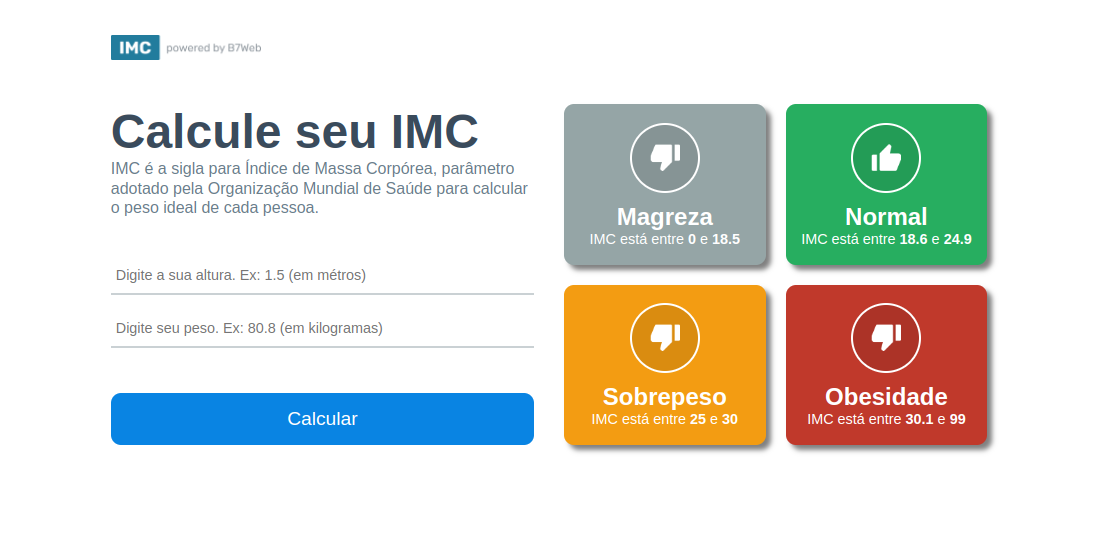 IMC powered by B7Web
Calcule seu IMC
IMC é a sigla para Índice de Massa Corpórea, parâmetro
adotado pela Organização Mundial de Saúde para calcular
o peso ideal de cada pessoa.
Digite a sua altura. Ex: 1.5 (em métros)
Digite seu peso. Ex: 80.8 (em kilogramas)
Calcular
Magreza
IMC está entre 0 e 18.5
Normal
IMC está entre 18.6 e 24.9
Sobrepeso
IMC está entre 25 e 30
Obesidade
IMC está entre 30.1 e 99